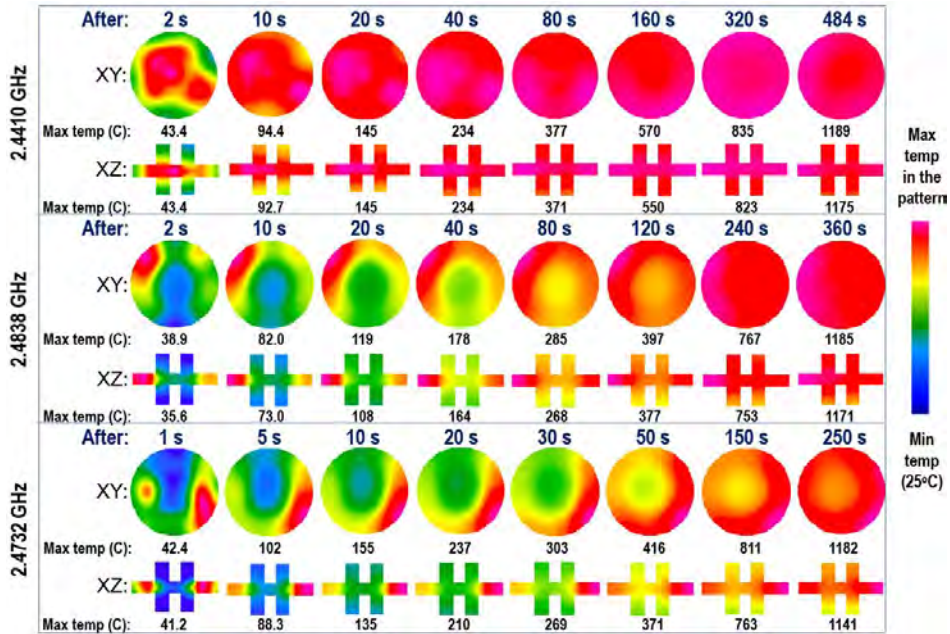 After: 2 s 10 s 20 s 40 s 80 s 160 s 320 s 484 s
2.4410 GHz
XY:
Max temp (C): 43.4 94.4 145 234 377 570 835 1189
XZ:
Max temp (C): 43.4 92.7 145 234 371 550 823 1175
After: 2 s 10 s 20 s 40 s 80 s 120 s 240 s 360 s
2.4838 GHz
XY:
Max temp (C): 38.9 82.0 119 178 285 397 767 1185
XZ:
Max temp (C): 35.6 73.0 108 164 268 377 753 1171
After: 1 s 5 s 10 s 20 s 30 s 50 s 150 s 250 s
2.4732 GHz
XY:
Max temp (C): 42.4 102 155 237 303 416 811 1182
XZ:
Max temp (C): 41.2 88.3 135 210 269 371 763 1141
Max
temp
in the
pattern
Min
temp
(25ºC)